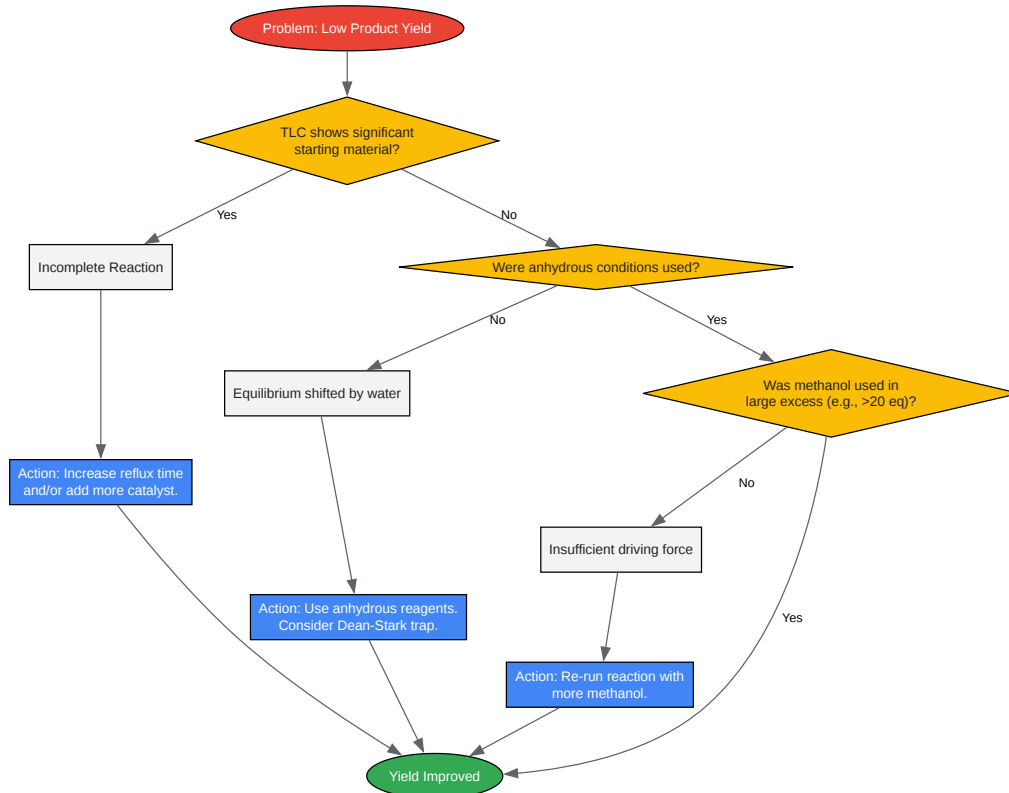 Problem: Low Product Yield
TLC shows significant
starting material?
Yes
No
Incomplete Reaction
Were anhydrous conditions used?
No
Yes
Equilibrium shifted by water
Was methanol used in
large excess (e.g., >20 eq)?
Action: Increase reflux time
and/or add more catalyst.
No
Insufficient driving force
Action: Use anhydrous reagents.
Consider Dean-Stark trap.
Yes
Action: Re-run reaction with
more methanol.
Yield Improved